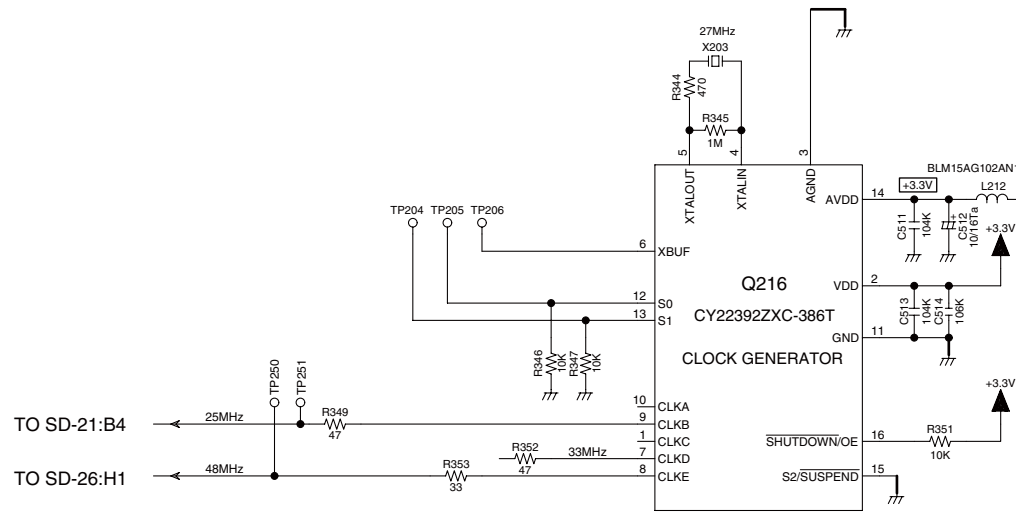 27MHz
X203
R344
470
R345
1M
5
4
3
XTALOUT
XTALIN
AGND
BLM15AG102AN1
AVDD
14
+3.3V
L212
C511
104K
C512
10/16Ta
+
TP204
TP205
TP206
6
XBUF
+3.3V
Q216
VDD
2
12
S0
13
S1
CY22392ZXC-386T
C513
104K
C514
106K
GND
11
R346
10K
R347
10K
CLOCK GENERATOR
TP250
TP251
+3.3V
10
CLKA
TO SD-21:B4
25MHz
R349
47
9
CLKB
1
CLKC
SHUTDOWN/OE
16
R351
10K
R352
47
33MHz
7
CLKD
TO SD-26:H1
48MHz
R353
33
8
CLKE
S2/SUSPEND
15